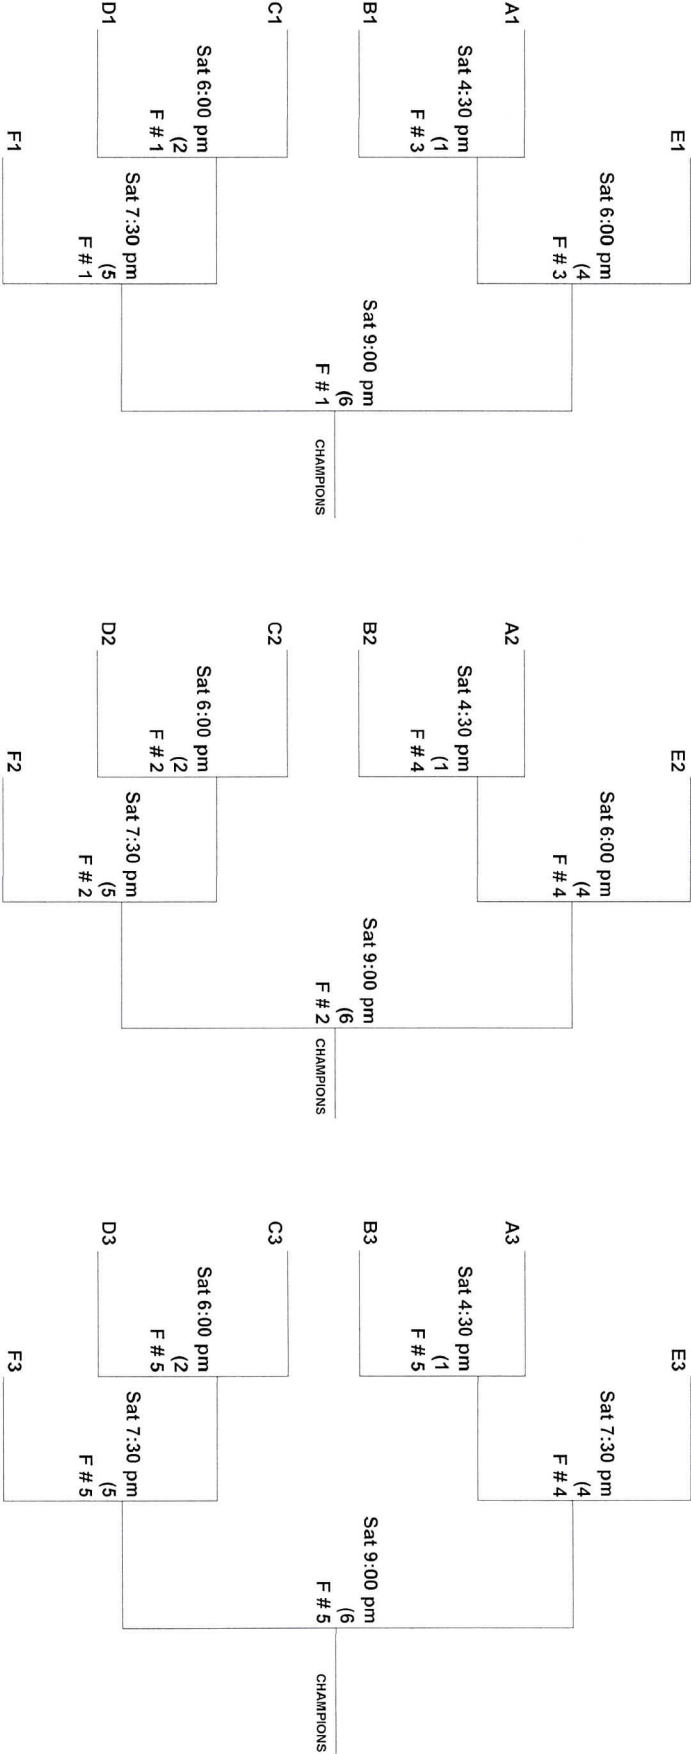 E1
Sat 6:00 pm
(4
F # 3
A1
Sat 4:30 pm
(1
F # 3
B1
Sat 9:00 pm
(6
F # 1
CHAMPIONS
C1
Sat 6:00 pm
(2
F # 1
D1
Sat 7:30 pm
(5
F # 1
F1
E2
Sat 6:00 pm
(4
F # 4
A2
Sat 4:30 pm
(1
F # 4
B2
Sat 9:00 pm
(6
F # 2
CHAMPIONS
C2
Sat 6:00 pm
(2
F # 2
D2
Sat 7:30 pm
(5
F # 2
F2
E3
Sat 7:30 pm
(4
F # 4
A3
Sat 4:30 pm
(1
F # 5
B3
Sat 9:00 pm
(6
F # 5
CHAMPIONS
C3
Sat 6:00 pm
(2
F # 5
D3
Sat 7:30 pm
(5
F # 5
F3